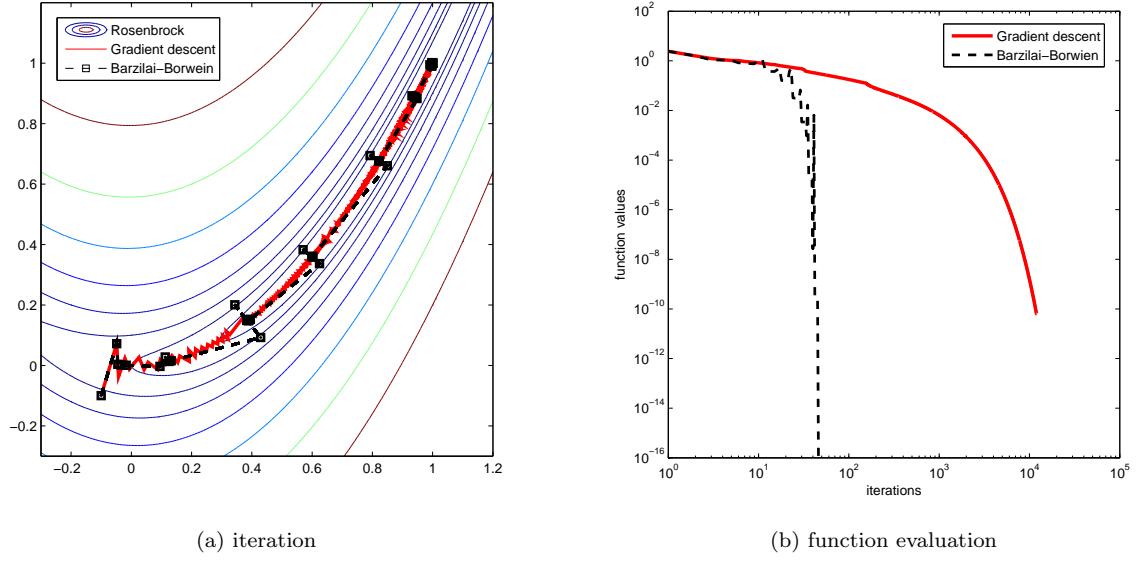 Rosenbrock
Gradient descent
Barzilai−Borwein
1
0.8
0.6
0.4
0.2
0
−0.2
−0.2 0 0.2 0.4 0.6 0.8 1 1.2
(a) iteration
Gradient descent
Barzilai−Borwien
function values
10^2
10^0
10^−2
10^−4
10^−6
10^−8
10^−10
10^−12
10^−14
10^−16
10^0 10^1 10^2 10^3 10^4 10^5
iterations
(b) function evaluation